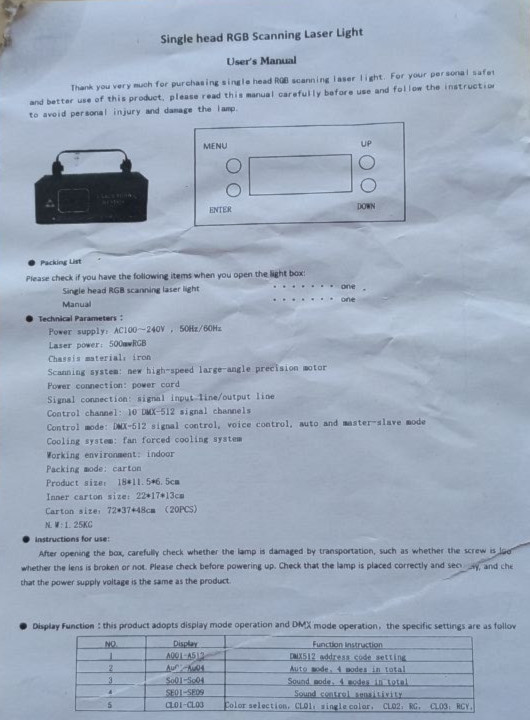 Single head RGB Scanning Laser Light
User's Manual
Thank you very much for purchasing single head RGB scanning laser light. For your personal safet
and better use of this product, please read this manual carefully before use and follow the instruction
to avoid personal injury and damage the lamp.
MENU UP
ENTER DOWN
● Packing List
Please check if you have the following items when you open the light box:
Single head RGB scanning laser light · · · · · · · one
Manual · · · · · · · one
● Technical Parameters：
Power supply: AC100~240V , 50Hz/60Hz
Laser power: 500mwRGB
Chassis material: iron
Scanning system: new high-speed large-angle precision motor
Power connection: power cord
Signal connection: signal input line/output line
Control channel: 10 DMX-512 signal channels
Control mode: DMX-512 signal control, voice control, auto and master-slave mode
Cooling system: fan forced cooling system
Working environment: indoor
Packing mode: carton
Product size: 18*11.5*6.5cm
Inner carton size: 22*17*13cm
Carton size: 72*37*48cm (20PCS)
N.W:1.25KG
● Instructions for use:
After opening the box, carefully check whether the lamp is damaged by transportation, such as whether the screw is
whether the lens is broken or not. Please check before powering up. Check that the lamp is placed correctly and and che
that the power supply voltage is the same as the product.
● Display Function：this product adopts display mode operation and DMX mode operation, the specific settings are as follow
NO. Display Function instruction
1 A001-A512 DMX512 address code setting
2 Au01-Au04 Auto mode, 4 modes in total
3 So01-So04 Sound mode, 4 modes in total
4 SE01-SE09 Sound control sensitivity
5 CL01-CL03 Color selection, CL01: single color, CL02: RG, CL03: RGY,